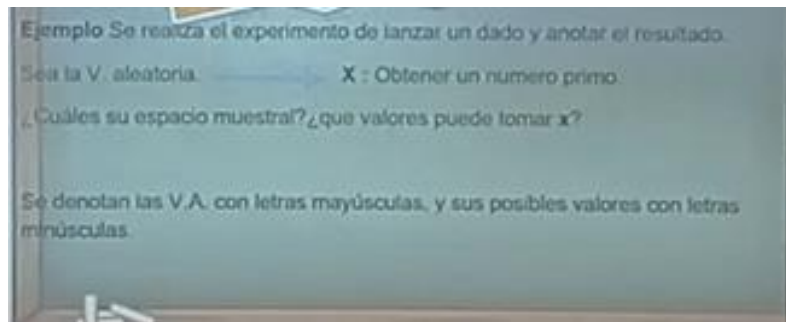 Ejemplo Se realiza el experimento de lanzar un dado y anotar el resultado.
Sea la V. aleatoria. X : Obtener un numero primo.
¿Cuáles su espacio muestral?¿que valores puede tomar x?
Se denotan las V.A. con letras mayúsculas, y sus posibles valores con letras
minúsculas.